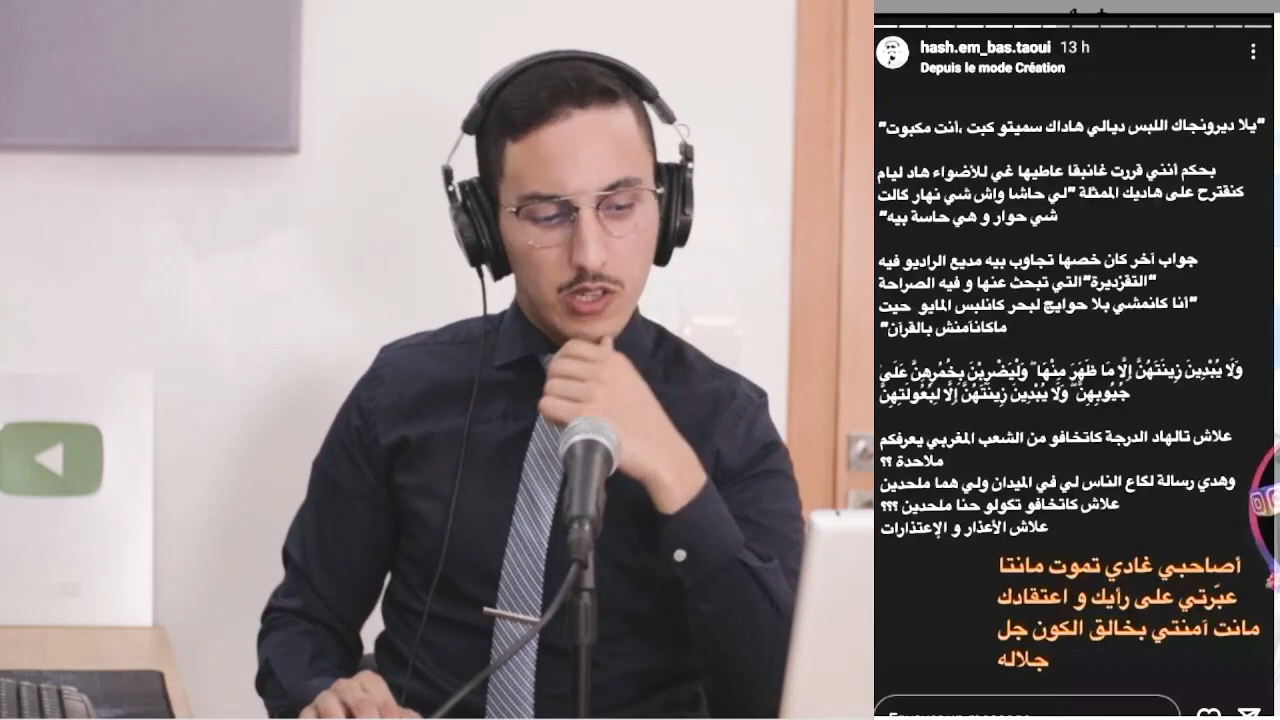 hash.em_bas.taoui 13 h
Depuis le mode Création
"يلا ديرونجاك اللبس ديالي هاداك سميتو كبت ،أنت مكبوت"
بحكم أنني قررت غانبقا عاطيها غي للأضواء هاد ليام
كنقترح على هاديك الممثلة "لي حاشا واش شي نهار كالت
شي حوار و هي حاسة بيه"
جواب آخر كان خصها تجاوب بيه مديع الراديو فيه
"التقزديرة"التي تبحث عنها و فيه الصراحة
"أنا كانمشي بلا حوايج لبحر كانلبس المايو حيت
ماكانآمنش بالقرآن"
وَلَا يُبْدِينَ زِينَتَهُنَّ إِلَّا مَا ظَهَرَ مِنْهَا ۖ وَلْيَضْرِبْنَ بِخُمُرِهِنَّ عَلَىٰ
جُيُوبِهِنَّ ۖ وَلَا يُبْدِينَ زِينَتَهُنَّ إِلَّا لِبُعُولَتِهِنَّ
علاش تالهاد الدرجة كاتخافو من الشعب المغربي يعرفكم
ملاحدة ؟؟
وهدي رسالة لكاع الناس لي في الميدان ولي هما ملحدين
علاش كاتخافو تكولو حنا ملحدين ؟؟؟
علاش الأعذار و الإعتذارات
أصاحبي غادي تموت مانتا
عبّرتي على رأيك و اعتقادك
مانت آمنتي بخالق الكون جل
جلاله